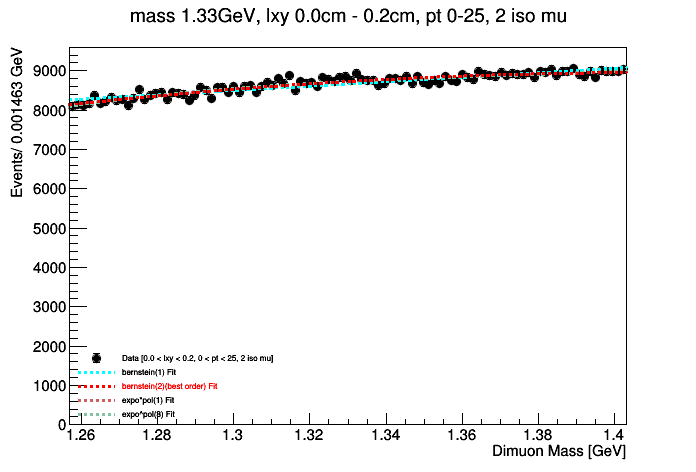 mass 1.33GeV, lxy 0.0cm - 0.2cm, pt 0-25, 2 iso mu
Events/ 0.001463 GeV
9000
8000
7000
6000
5000
4000
3000
2000
1000
0
Data [0.0 < lxy < 0.2, 0 < pt < 25, 2 iso mu]
bernstein(1) Fit
bernstein(2)(best order) Fit
expo*pol(1) Fit
expo^pol(8) Fit
1.26 1.28 1.3 1.32 1.34 1.36 1.38 1.4
Dimuon Mass [GeV]